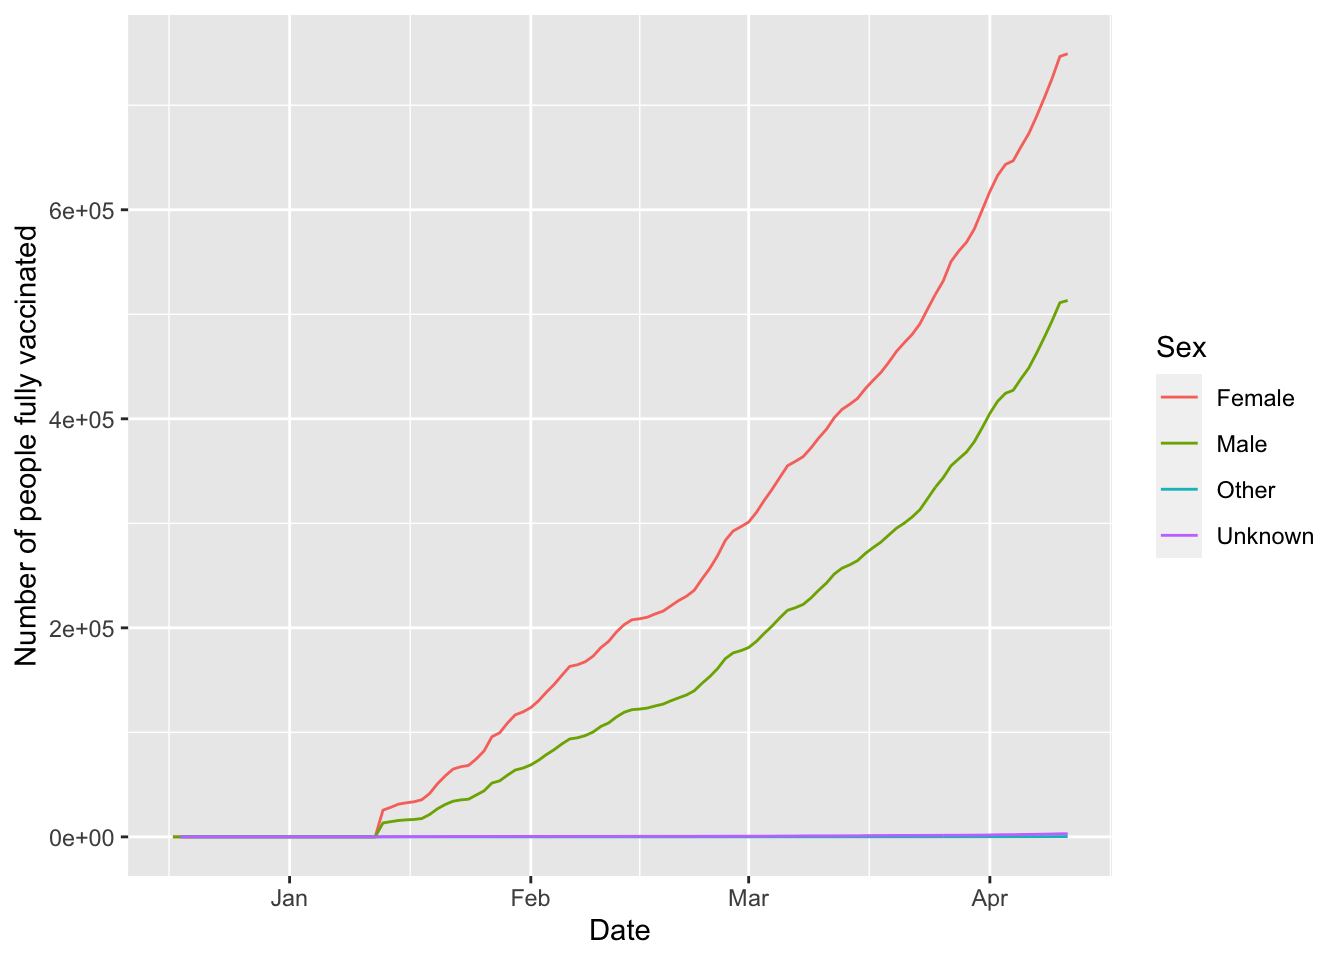 Number of people fully vaccinated
6e+05
4e+05
2e+05
0e+00
Jan
Feb
Mar
Apr
Date
Sex
Female
Male
Other
Unknown